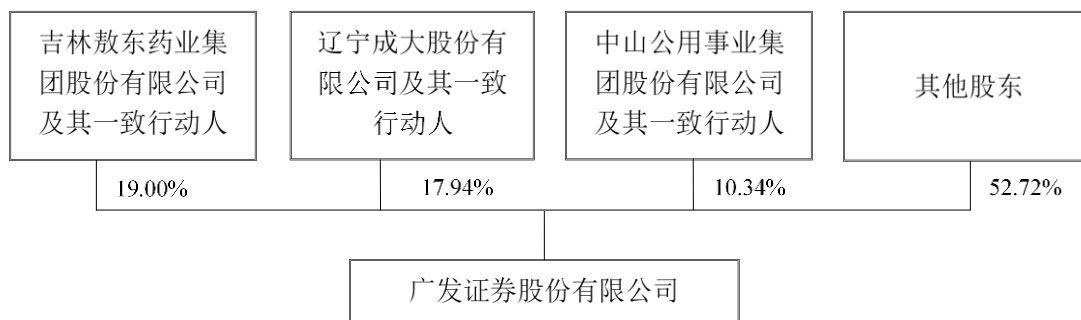 吉林敖东药业集
团股份有限公司
及其一致行动人
辽宁成大股份有
限公司及其一致
行动人
中山公用事业集
团股份有限公司
及其一致行动人
其他股东
19.00%
17.94%
10.34%
52.72%
广发证券股份有限公司